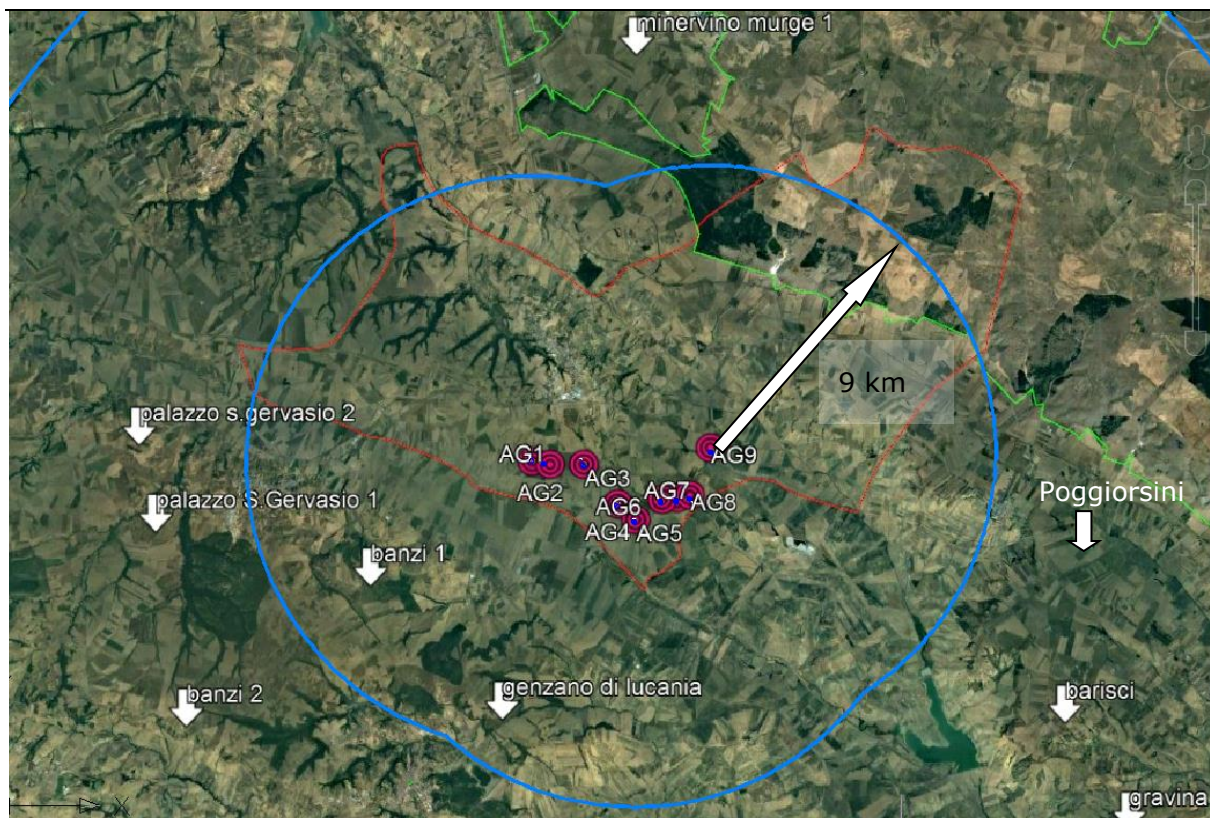 minervino murge 1
9 km
palazzo s.gervasio 2
AG1
AG2
AG3
AG9
palazzo S.Gervasio 1
AG7
AG8
AG6
AG4
AG5
Poggiorsini
banzi 1
banzi 2
genzano di lucania
barisci
gravina
X